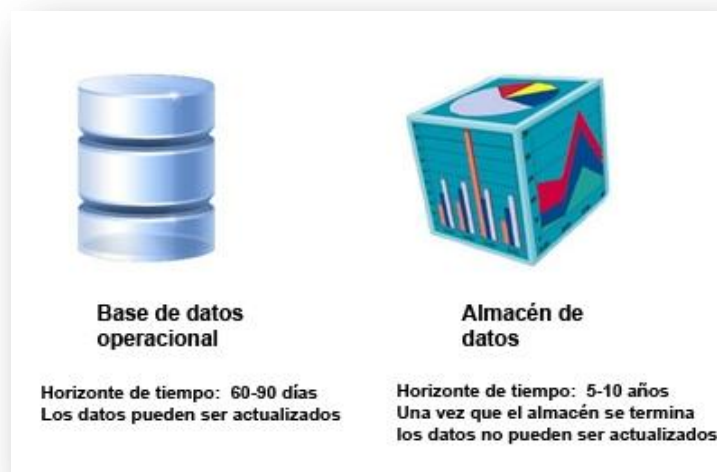 Base de datos
operacional
Almacén de
datos
Horizonte de tiempo: 60-90 días
Los datos pueden ser actualizados
Horizonte de tiempo: 5-10 años
Una vez que el almacén se termina
los datos no pueden ser actualizados